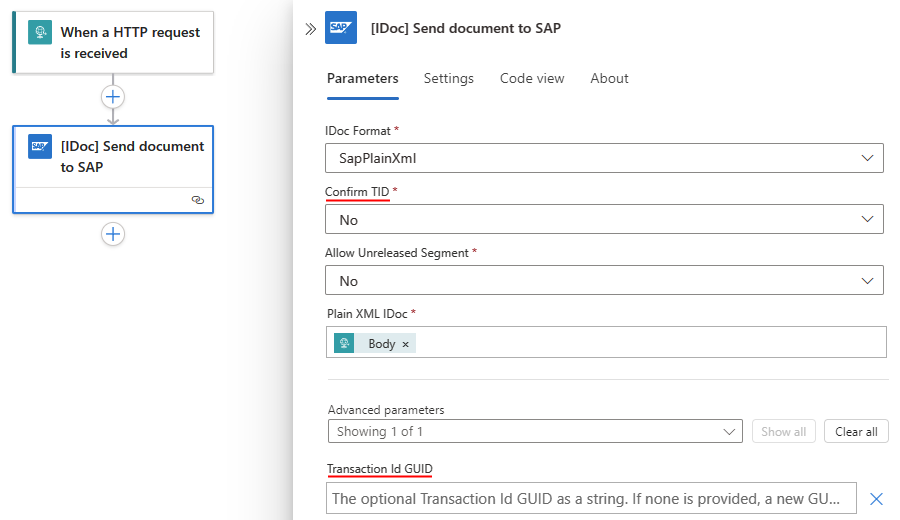 When a HTTP request
is received
[IDoc] Send document
to SAP
SAP
[IDoc] Send document to SAP
Parameters
Settings
Code view
About
IDoc Format *
SapPlainXml
Confirm TID *
No
Allow Unreleased Segment *
No
Plain XML IDoc *
Body ×
Advanced parameters
Showing 1 of 1
Show all
Clear all
Transaction Id GUID
The optional Transaction Id GUID as a string. If none is provided, a new GU...